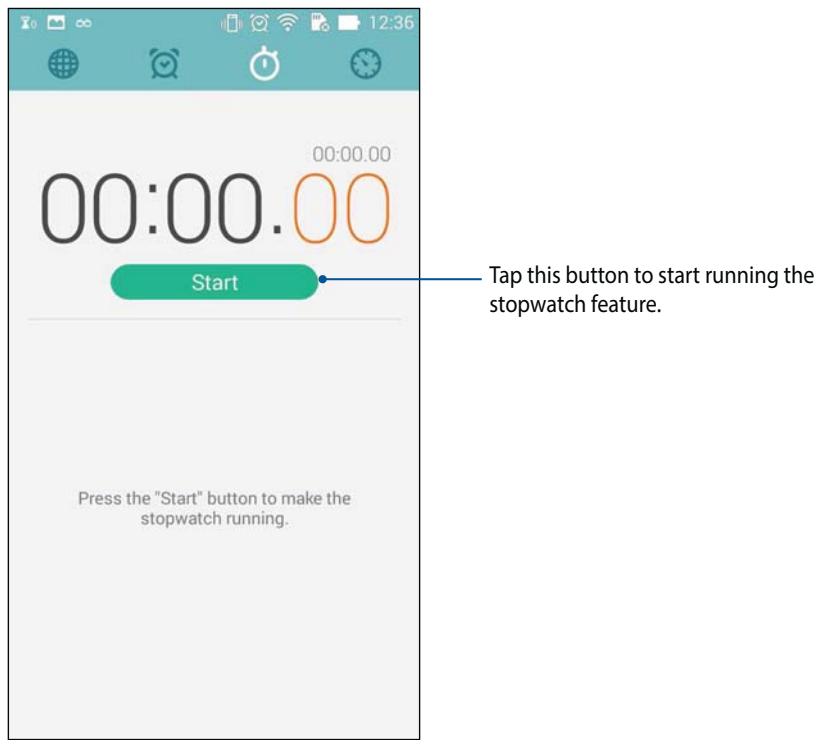 12:36
00:00.00
00:00.00
Start
Tap this button to start running the
stopwatch feature.
Press the "Start" button to make the
stopwatch running.